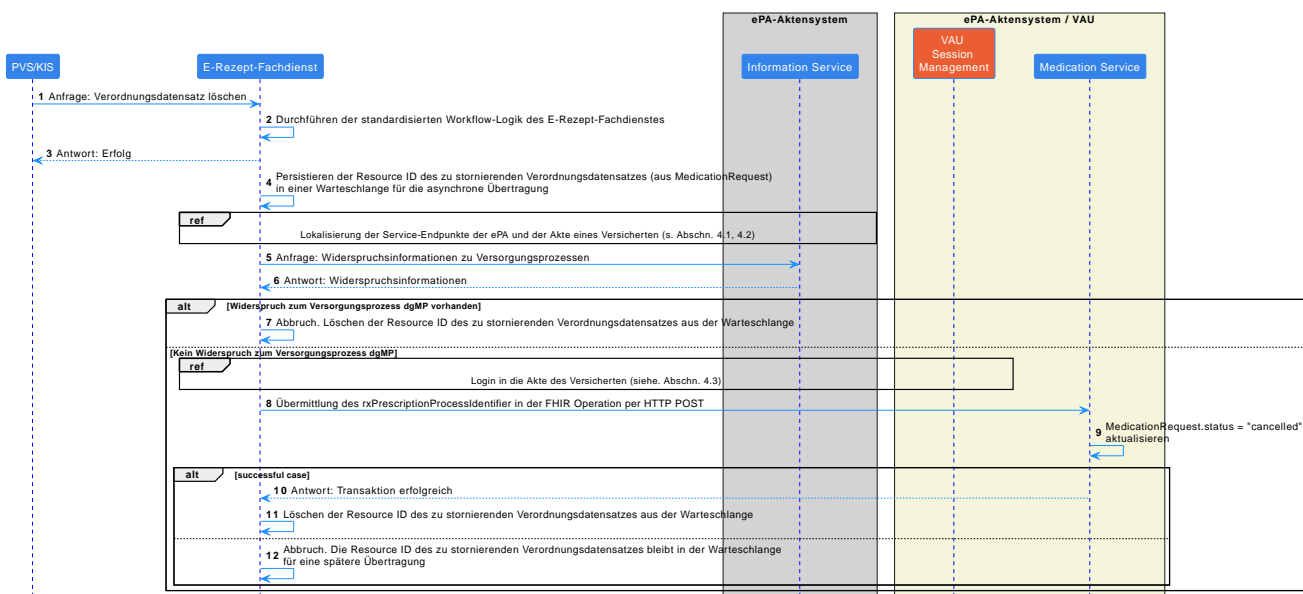 ePA-Aktensystem
ePA-Aktensystem / VAU
PVS/KIS
E-Rezept-Fachdienst
Information Service
VAU
Session
Management
Medication Service
1 Anfrage: Verordnungsdatensatz löschen
2 Durchführen der standardisierten Workflow-Logik des E-Rezept-Fachdienstes
3 Antwort: Erfolg
4 Persistieren der Resource ID des zu stornierenden Verordnungsdatensatzes (aus MedicationRequest)
in einer Warteschlange für die asynchrone Übertragung
ref
Lokalisierung der Service-Endpunkte der ePA und der Akte eines Versicherten (s. Abschn. 4.1, 4.2)
5 Anfrage: Widerspruchsinformationen zu Versorgungsprozessen
6 Antwort: Widerspruchsinformationen
alt [Widerspruch zum Versorgungsprozess dgMP vorhanden]
7 Abbruch. Löschen der Resource ID des zu stornierenden Verordnungsdatensatzes aus der Warteschlange
[Kein Widerspruch zum Versorgungsprozess dgMP]
ref
Login in die Akte des Versicherten (siehe. Abschn. 4.3)
8 Übermittlung des rxPrescriptionProcessIdentifier in der FHIR Operation per HTTP POST
9 MedicationRequest.status = "cancelled"
aktualisieren
alt [successful case]
10 Antwort: Transaktion erfolgreich
11 Löschen der Resource ID des zu stornierenden Verordnungsdatensatzes aus der Warteschlange
12 Abbruch. Die Resource ID des zu stornierenden Verordnungsdatensatzes bleibt in der Warteschlange
für eine spätere Übertragung